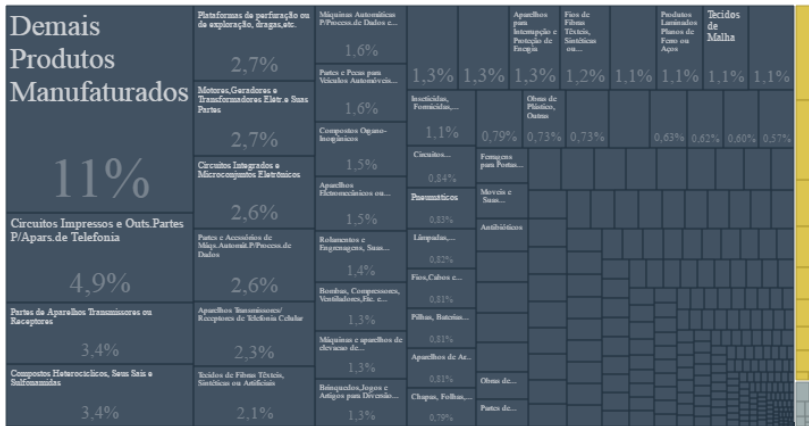 Demais
Produtos
Manufaturados
11%
Circuitos Impressos e Outs.Partes
P/Apars.de Telefonia
4,9%
Partes de Aparelhos Transmissores ou
Receptores
3,4%
Compostos Heterocíclicos, Seus Sais e
Sulfonamidas
3,4%
Plataformas de perfuração ou
de exploração, dragas,etc.
2,7%
Motores,Geradores e
Transformadores Elétr.e Suas
Partes
2,7%
Circuitos Integrados e
Microconjuntos Eletrônicos
2,6%
Partes e Acessórios de
Máqs.Automát.P/Process.de
Dados
2,6%
Aparelhos Transmissores/
Receptores de Telefonia Celular
2,3%
Tecidos de Fibras Têxteis,
Sintéticas ou Artificiais
2,1%
Máquinas Automáticas
P/Process.de Dados e...
1,6%
Partes e Peças para
Veículos Automóveis...
1,6%
Compostos Organo-
Inorgânicos
1,5%
Aparelhos
Eletromecânicos ou...
1,5%
Rolamentos e
Engrenagens, Suas...
1,4%
Bombas, Compressores,
Ventiladores,Etc. e...
1,3%
Máquinas e aparelhos de
elevacao de...
1,3%
Brinquedos,Jogos e
Artigos para Diversão...
1,3%
1,3%
1,3%
Aparelhos
para
Interrupção e
Proteção de
Energia
1,3%
Fios de
Fibras
Têxteis,
Sintéticas
ou...
1,2%
1,1%
Produtos
Laminados
Planos de
Ferro ou
Aços
1,1%
Tecidos
de
Malha
1,1%
1,1%
Inseticidas,
Formicidas,...
1,1%
Circuitos...
0,84%
Pneumáticos
0,83%
Lâmpadas,...
0,82%
Fios,Cabos e...
0,81%
Pilhas, Baterias...
0,81%
Aparelhos de Ar...
0,81%
Chapas, Folhas,...
0,79%
0,79%
Obras de
Plástico,
Outras
0,73%
0,73%
0,63%
0,62%
0,60%
0,57%
Ferragens
para Portas...
Moveis e
Suas...
Antibióticos
Obras de...
Partes de...